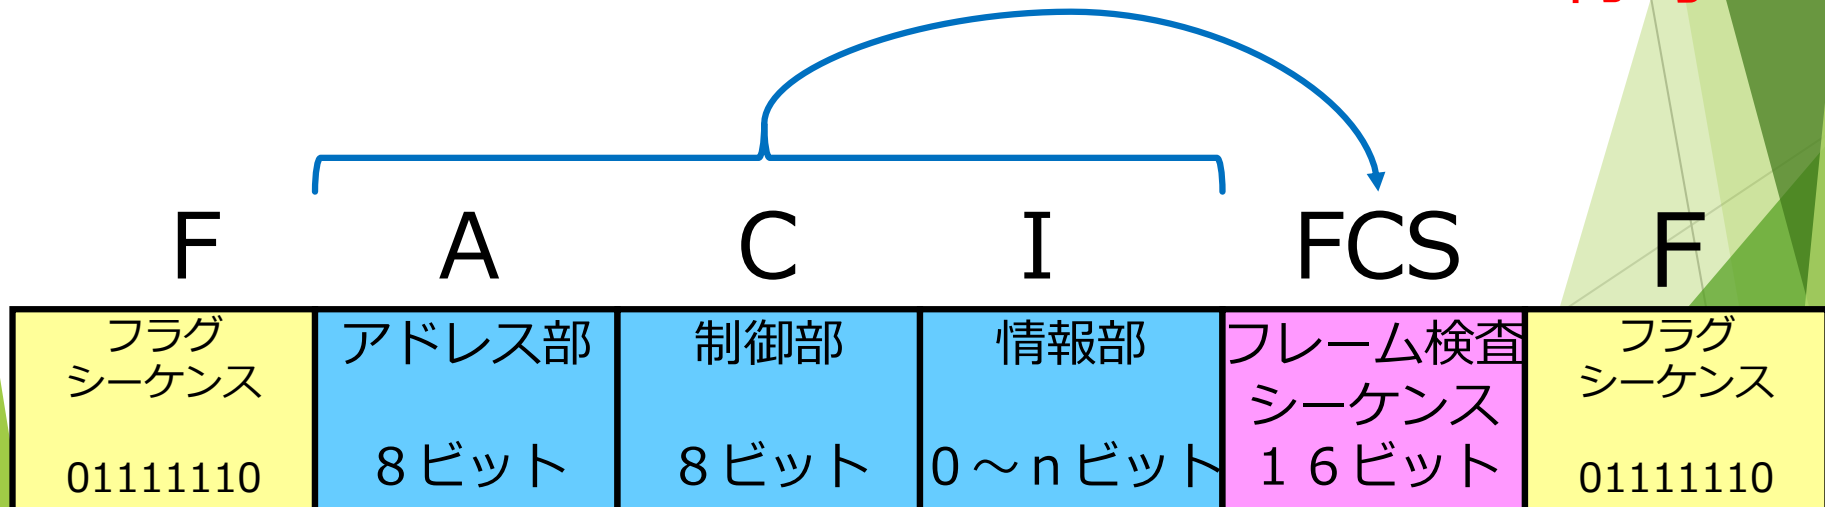 F A C I FCS F
フラグ
シーケンス
01111110
アドレス部
８ビット
制御部
８ビット
情報部
０～ｎビット
フレーム検査
シーケンス
１６ビット
フラグ
シーケンス
01111110